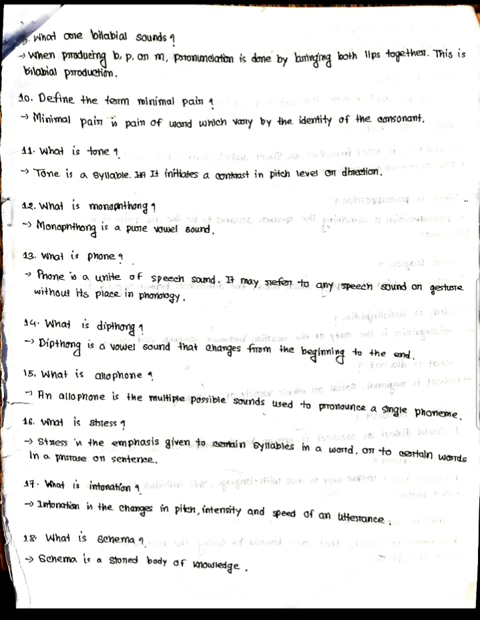 9. What are bilabial sounds?
→ When producing b, p, or m, pronunciation is done by bringing both lips together. This is
bilabial production.
10. Define the term minimal pair?
→ Minimal pair is pair of word which vary by the identity of the consonant.
11. What is tone?
→ Tone is a syllable. It initiates a contrast in pitch level or direction.
12. What is monophthong?
→ Monophthong is a pure vowel sound.
13. What is phone?
→ Phone is a unite of speech sound. It may refer to any speech sound or gesture
without its place in phonology.
14. What is dipthong?
→ Dipthong is a vowel sound that changes from the beginning to the end.
15. What is allophone?
→ An allophone is the multiple possible sounds used to pronounce a single phoneme.
16. What is stress?
→ Stress is the emphasis given to certain syllables in a word, or to certain words
in a phrase or sentence.
17. What is intonation?
→ Intonation is the changes in pitch, intensity and speed of an utterance.
18. What is schema?
→ Schema is a stored body of knowledge.